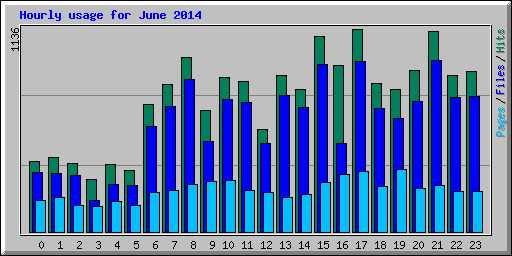 Hourly usage for June 2014
1136
Pages/Files/Hits
0 1 2 3 4 5 6 7 8 9 10 11 12 13 14 15 16 17 18 19 20 21 22 23